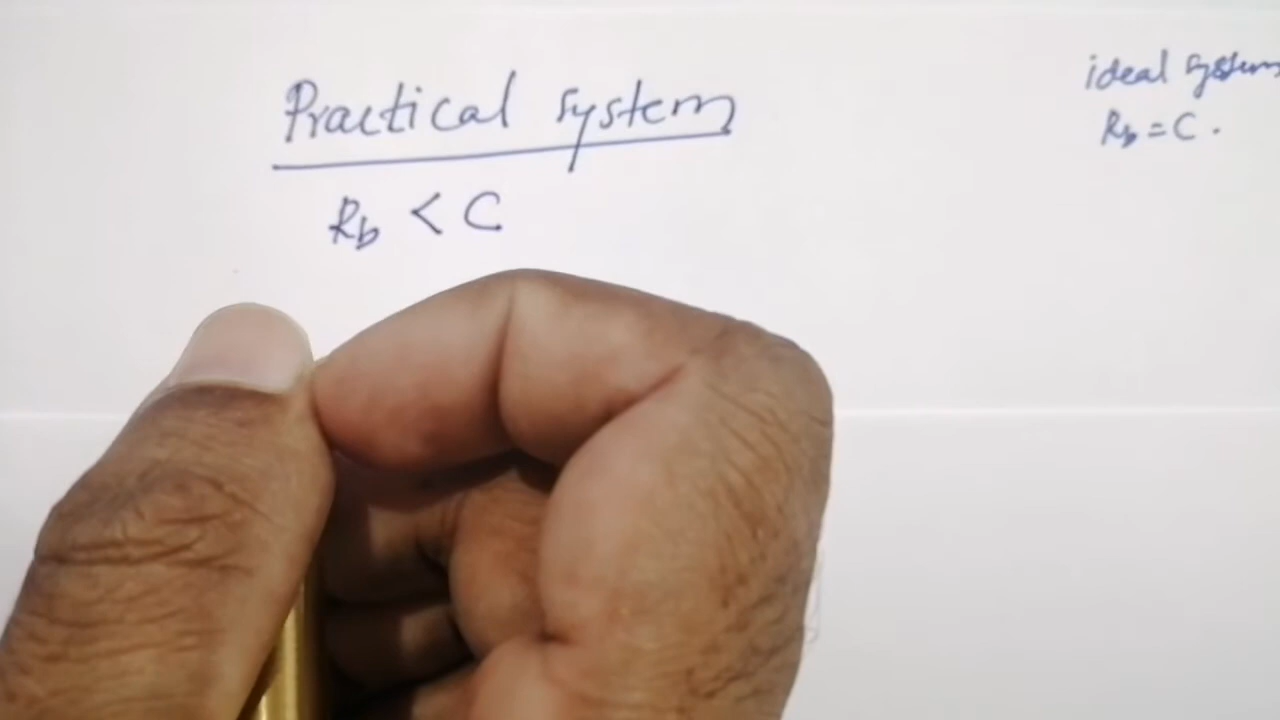 Practical system
Rb < C
ideal system
Rb = C.